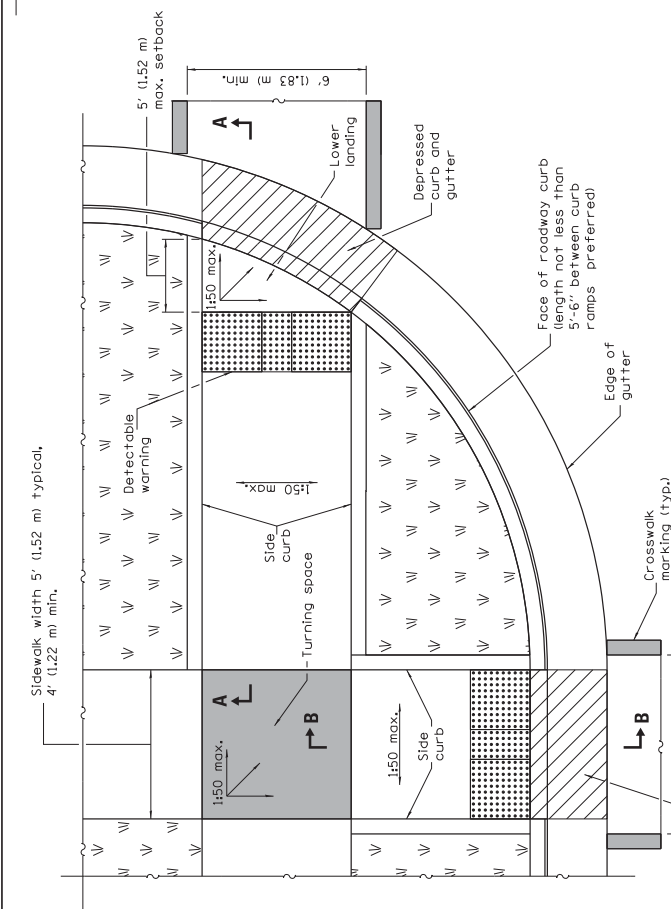 Sidewalk width 5' (1.52 m) typical,
4' (1.22 m) min.
5' (1.52 m)
max. setback
6' (1.83 m) min.
A
Lower
landing
1:50 max.
Depressed
curb and
gutter
Detectable
warning
1:50 max.
Side
curb
Face of roadway curb
(length not less than
5'-6" between curb
ramps preferred)
Edge of
gutter
Turning space
A
B
1:50 max.
1:50 max.
Side
curb
Crosswalk
marking (typ.)
B